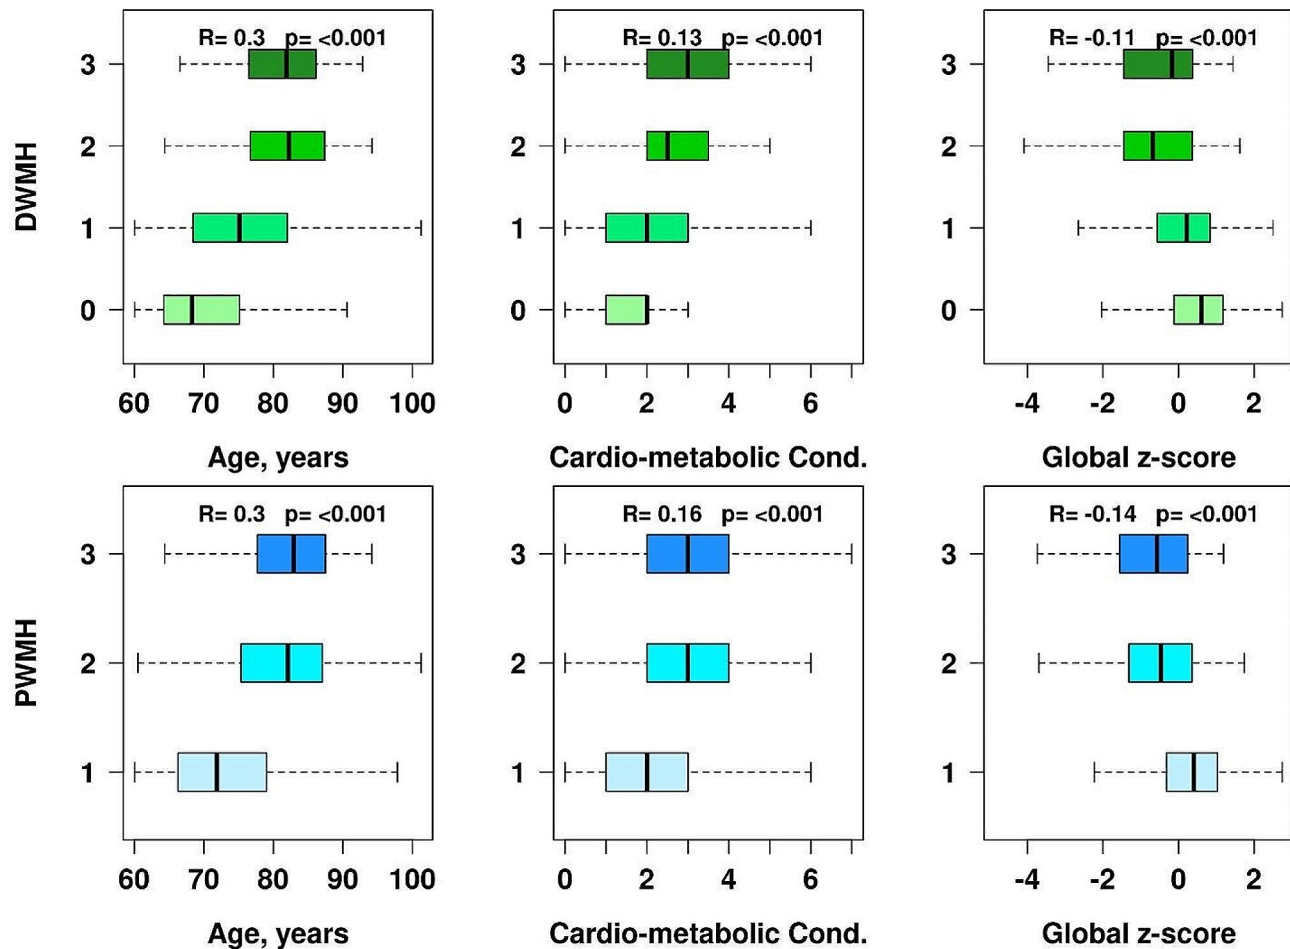 R= 0.3 p= <0.001
R= 0.13 p= <0.001
R= -0.11 p= <0.001
DWMH
3
3
3
2
2
2
1
1
1
0
0
0
60 70 80 90 100
0 2 4 6
-4 -2 0 2
Age, years
Cardio-metabolic Cond.
Global z-score
R= 0.3 p= <0.001
R= 0.16 p= <0.001
R= -0.14 p= <0.001
PWMH
3
3
3
2
2
2
1
1
1
60 70 80 90 100
0 2 4 6
-4 -2 0 2
Age, years
Cardio-metabolic Cond.
Global z-score